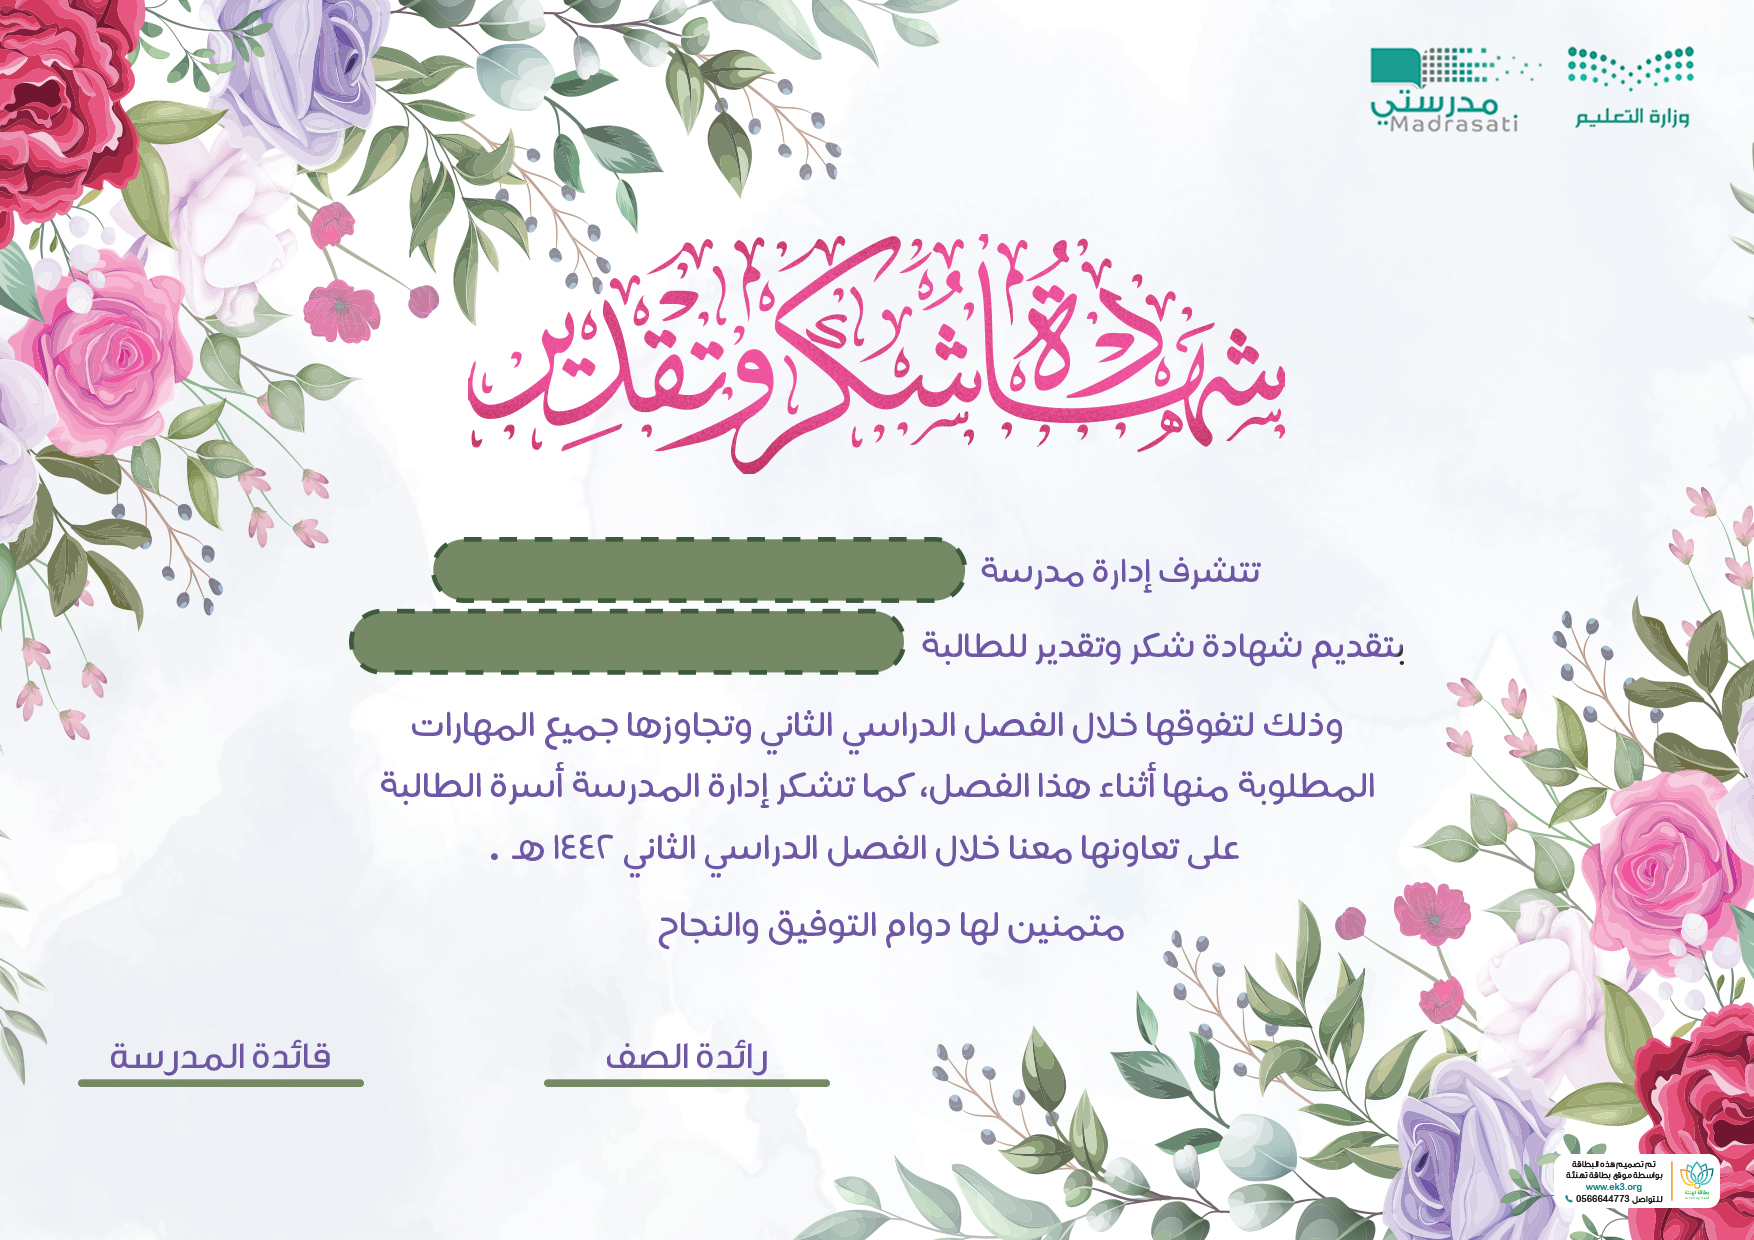 وزارة التعليم
مدرستي
Madrasati
شهادة شكر وتقدير
تتشرف إدارة مدرسة
بتقديم شهادة شكر وتقدير للطالبة
وذلك لتفوقها خلال الفصل الدراسي الثاني وتجاوزها جميع المهارات
المطلوبة منها أثناء هذا الفصل، كما تشكر إدارة المدرسة أسرة الطالبة
على تعاونها معنا خلال الفصل الدراسي الثاني ١٤٤٢ هـ .
متمنين لها دوام التوفيق والنجاح
رائدة الصف
قائدة المدرسة
تم تصميم هذه البطاقة
بواسطة موقع بطاقة تهنئة
www.ek3.org
للتواصل 0566644773
بطاقة تهنئة